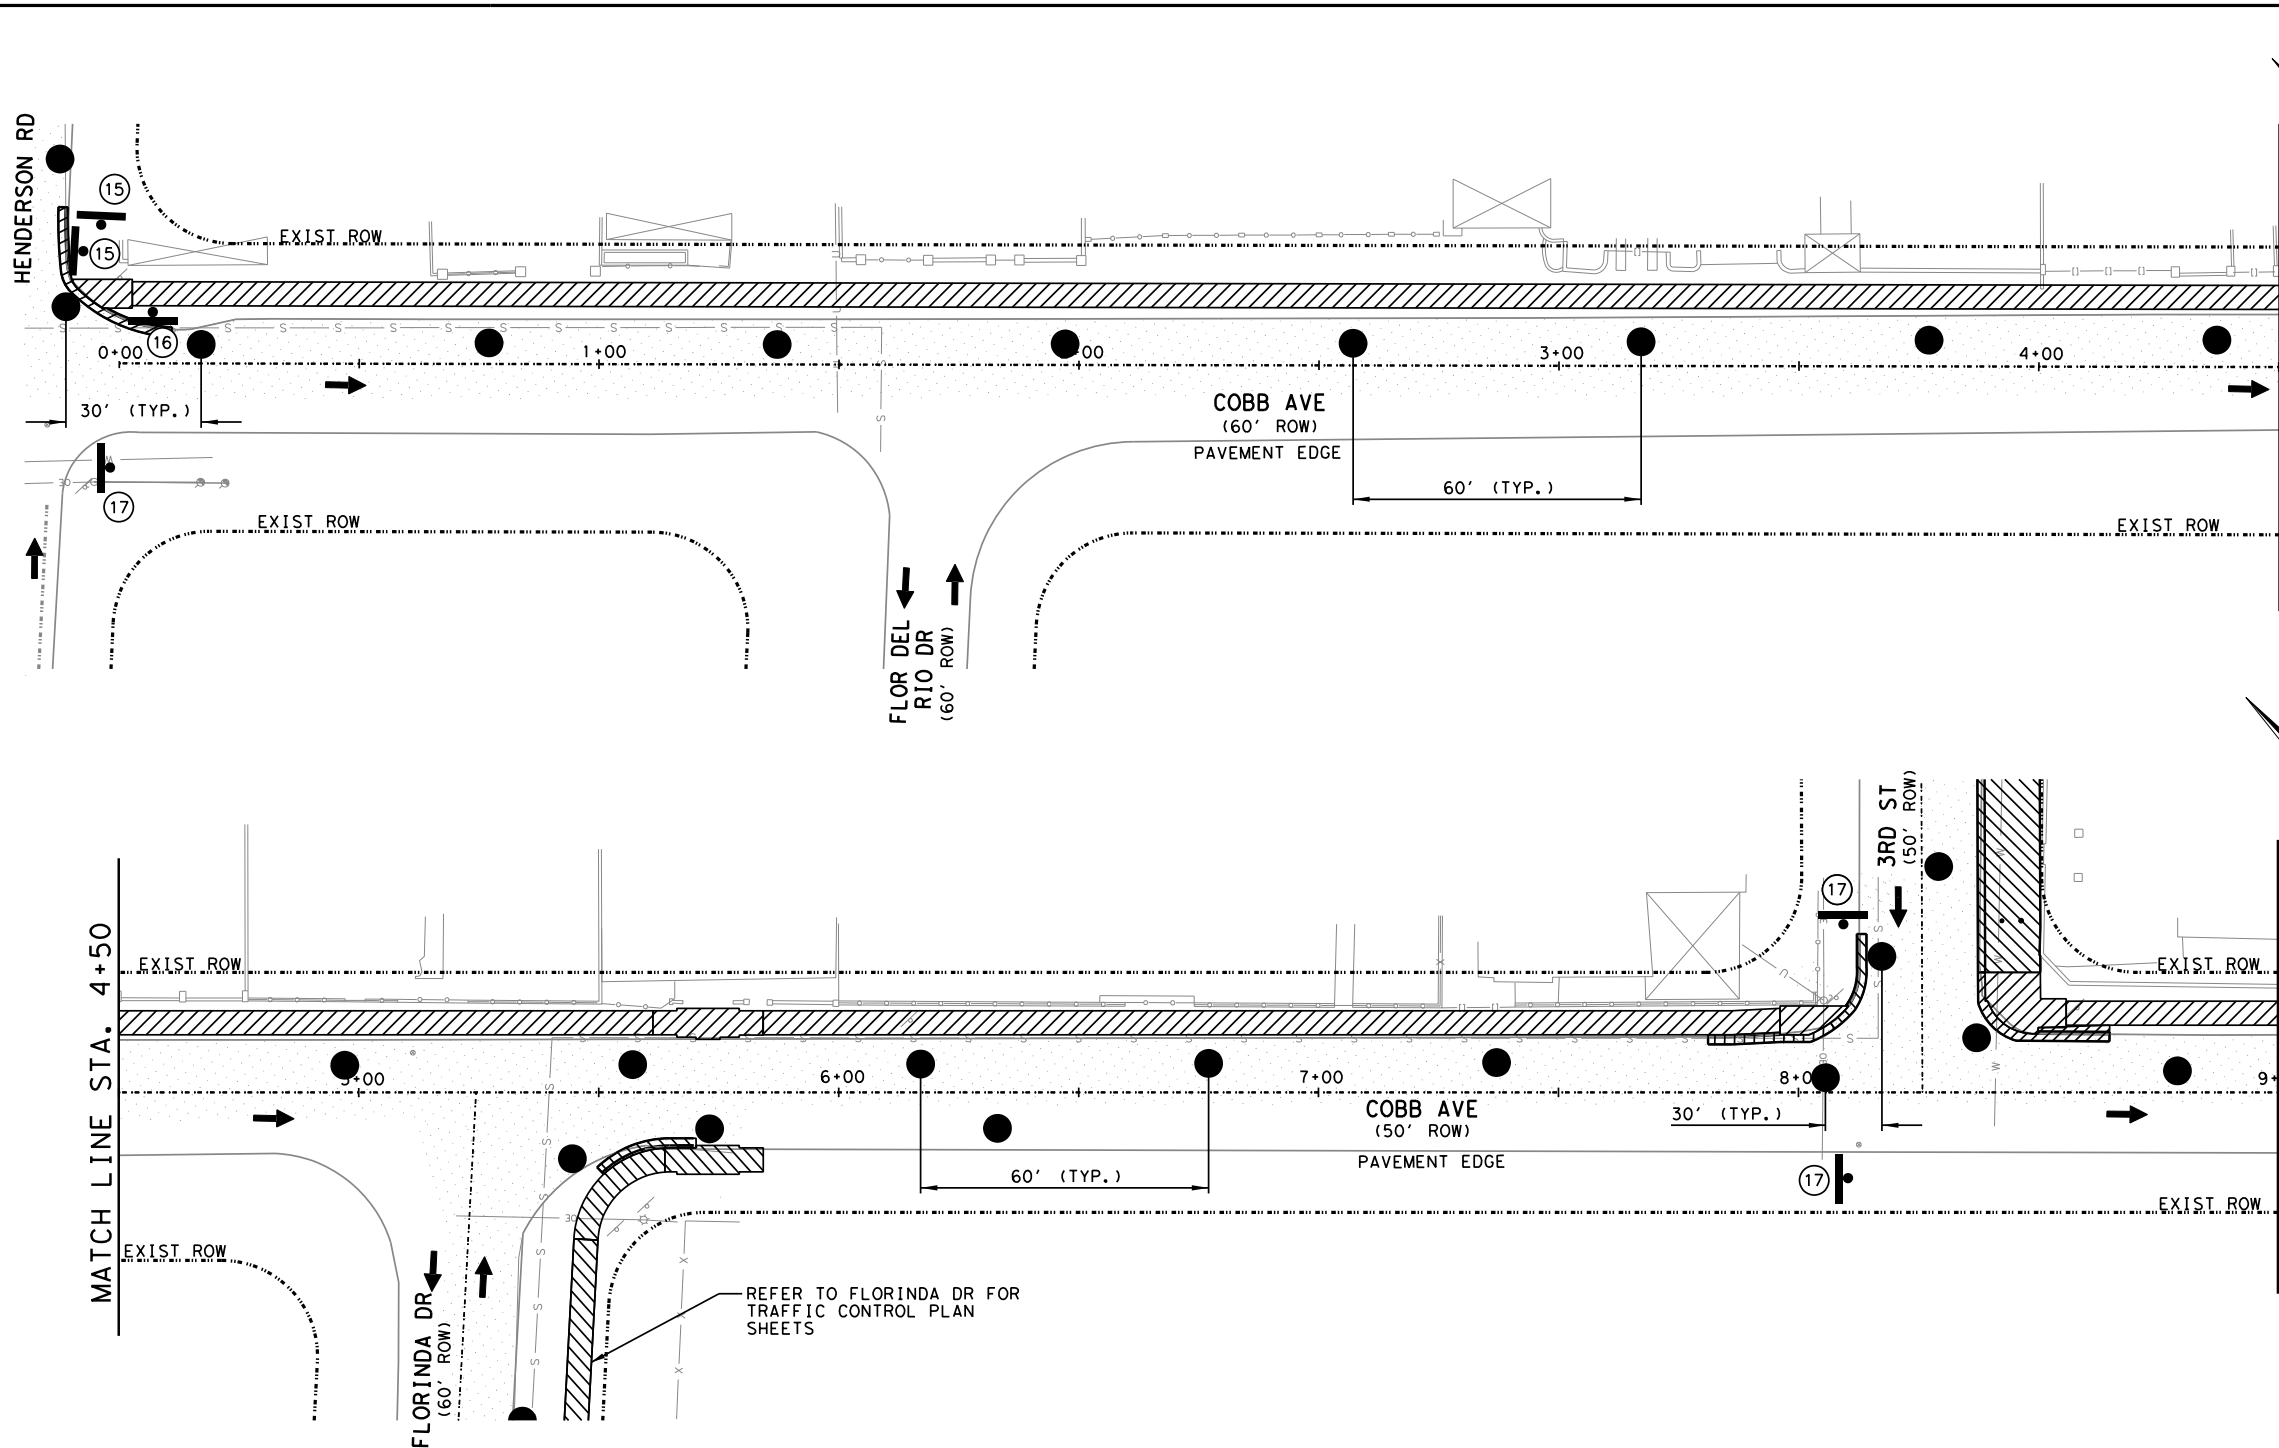 HENDERSON RD
15
15
EXIST ROW
16
0+00
1+00
00
3+00
4+00
30' (TYP.)
COBB AVE
(60' ROW)
PAVEMENT EDGE
60' (TYP.)
17
EXIST ROW
EXIST ROW
FLOR DEL
RIO DR
(60' ROW)
3RD ST
(50' ROW)
17
MATCH LINE STA. 4+50
EXIST ROW
EXIST ROW
5+00
6+00
7+00
8+0
9+
COBB AVE
(50' ROW)
PAVEMENT EDGE
30' (TYP.)
60' (TYP.)
17
EXIST ROW
EXIST ROW
FLORINDA DR
(60' ROW)
REFER TO FLORINDA DR FOR
TRAFFIC CONTROL PLAN
SHEETS